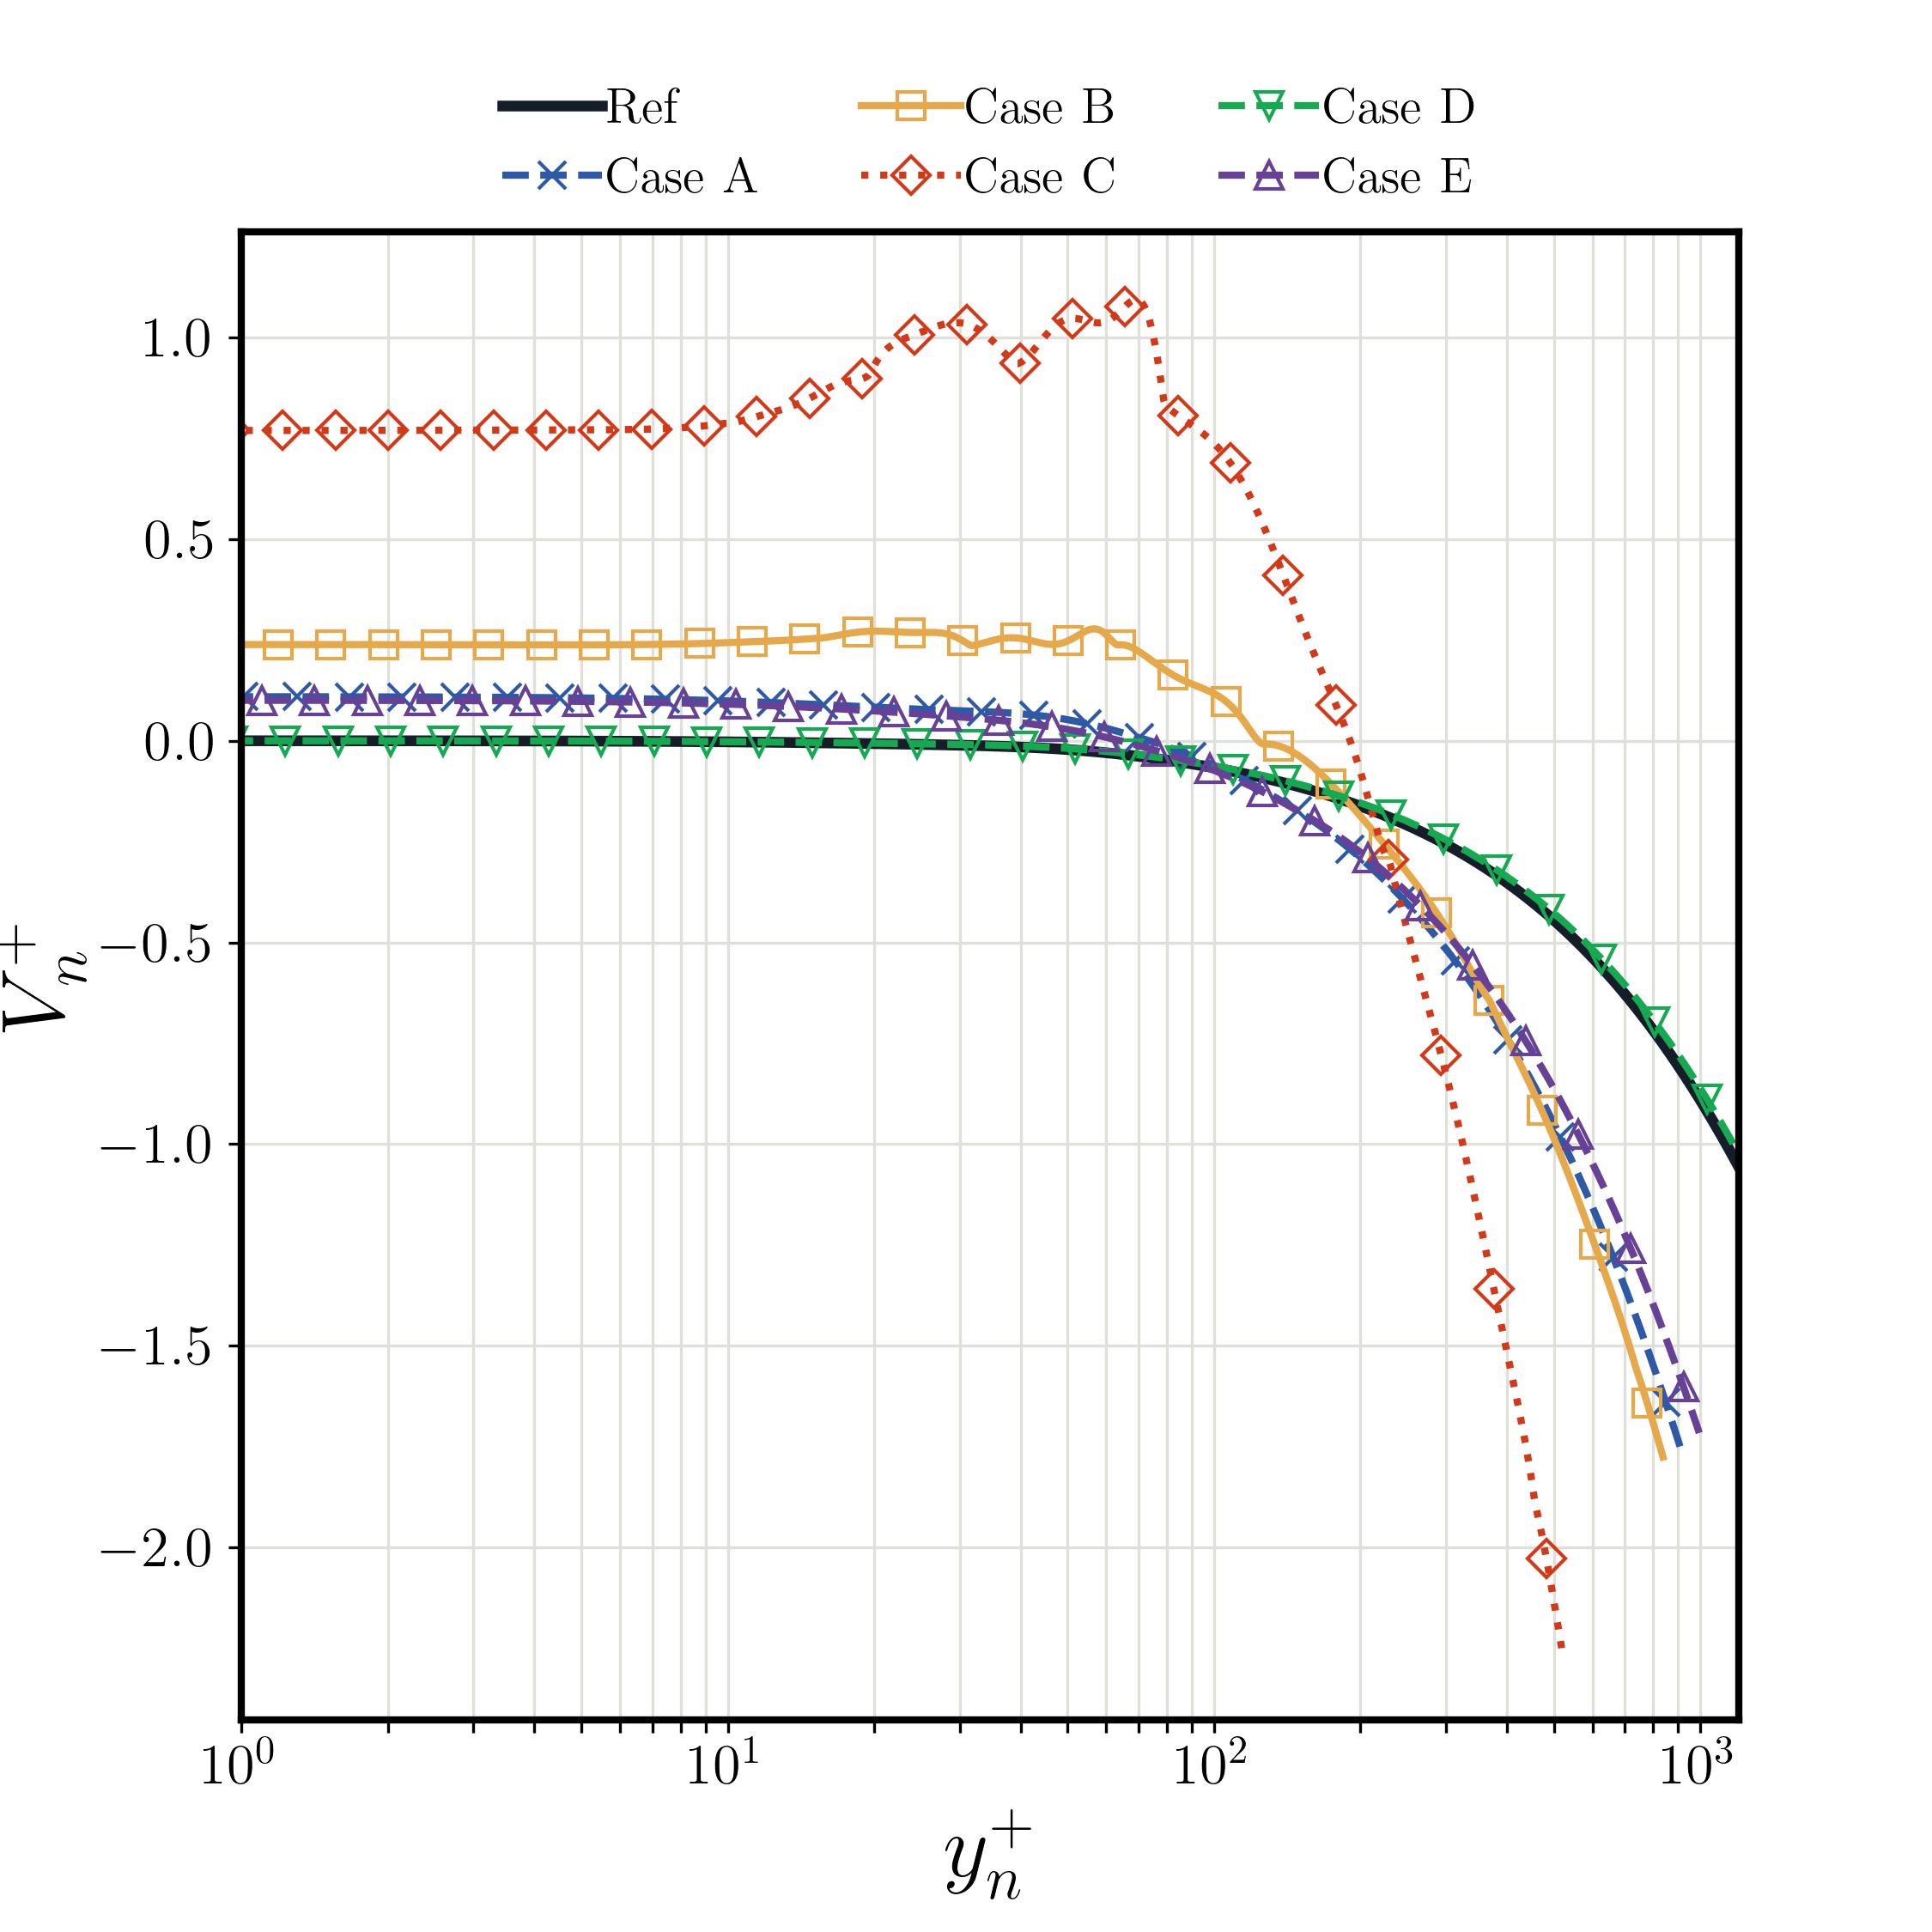 Ref
Case B
Case D
Case A
Case C
Case E
1.0
0.5
0.0
−0.5
−1.0
−1.5
−2.0
V_n^+
10^0
10^1
10^2
10^3
y_n^+